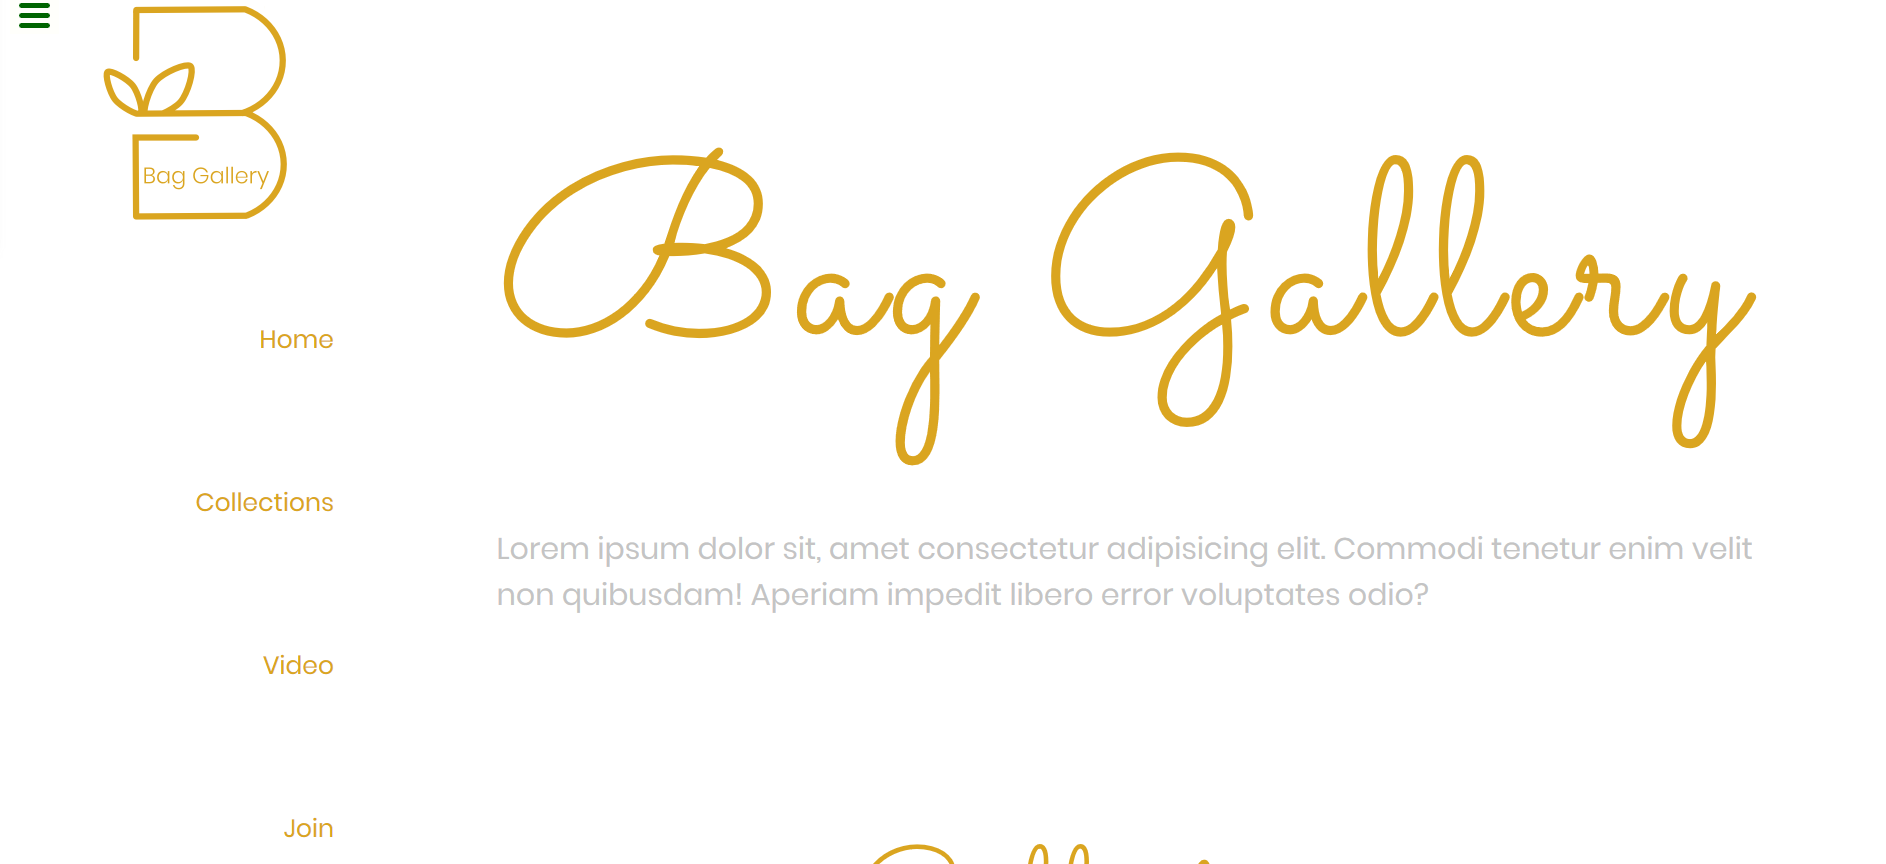 Bag Gallery
Home
Collections
Video
Join
Bag Gallery
Lorem ipsum dolor sit, amet consectetur adipisicing elit. Commodi tenetur enim velit
non quibusdam! Aperiam impedit libero error voluptates odio?